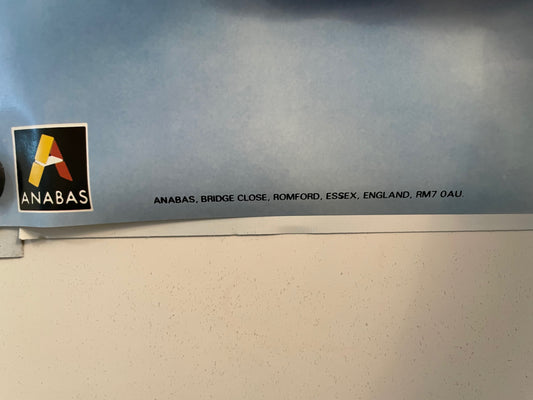 ANABAS
ANABAS, BRIDGE CLOSE, ROMFORD, ESSEX, ENGLAND, RM7 0AU.